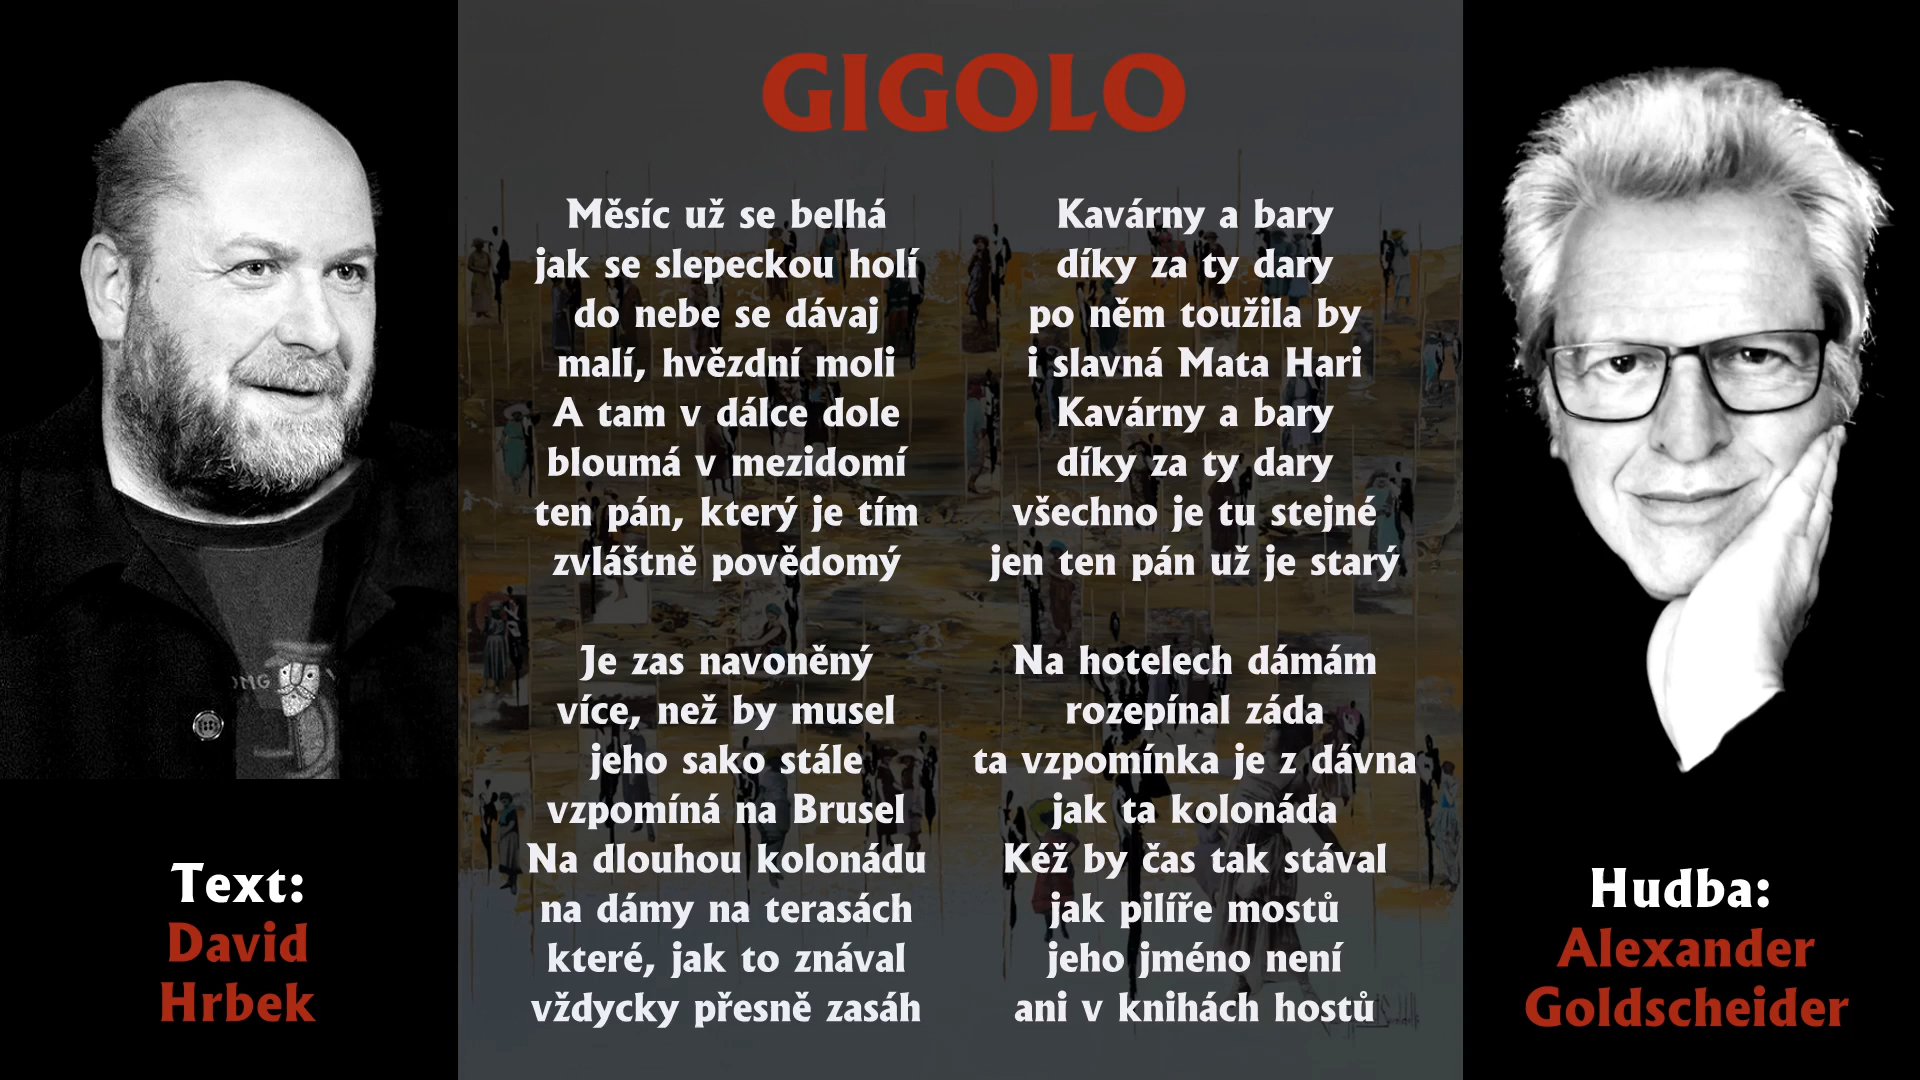 GIGOLO
Měsíc už se belhá
jak se slepeckou holí
do nebe se dávaj
malí, hvězdní moli
A tam v dálce dole
bloumá v mezidomí
ten pán, který je tím
zvláštně povědomý
Je zas navoněný
více, než by musel
jeho sako stále
vzpomíná na Brusel
Na dlouhou kolonádu
na dámy na terasách
které, jak to znával
vždycky přesně zasáh
Kavárny a bary
díky za ty dary
po něm toužila by
i slavná Mata Hari
Kavárny a bary
díky za ty dary
všechno je tu stejné
jen ten pán už je starý
Na hotelech dámám
rozepínal záda
ta vzpomínka je z dávna
jak ta kolonáda
Kéž by čas tak stával
jak pilíře mostů
jeho jméno není
ani v knihách hostů
OMG
Text:
David
Hrbek
Hudba:
Alexander
Goldscheider